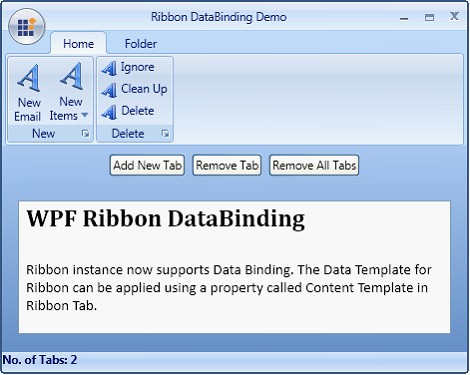 Ribbon DataBinding Demo
Home Folder
Ignore
Clean Up
Delete
New Email
New Items
New Delete
Add New Tab Remove Tab Remove All Tabs
WPF Ribbon DataBinding
Ribbon instance now supports Data Binding. The Data Template for
Ribbon can be applied using a property called Content Template in
Ribbon Tab.
No. of Tabs: 2